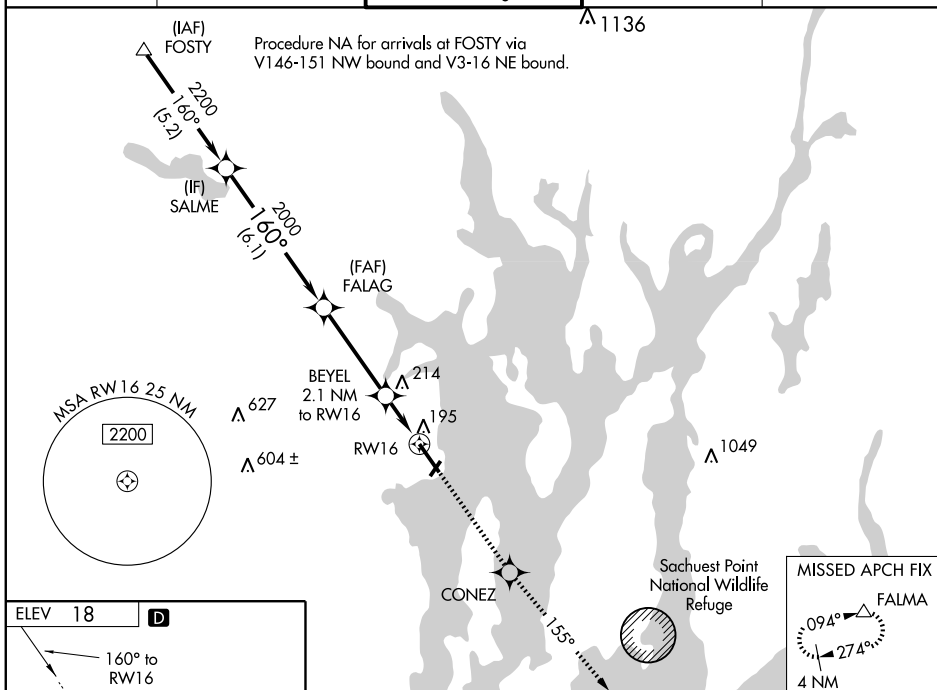 1136
(IAF)
FOSTY
Procedure NA for arrivals at FOSTY via
V146-151 NW bound and V3-16 NE bound.
2200
160°
(5.2)
(IF)
SALME
2000
160°
(6.1)
(FAF)
FALAG
BEYEL
2.1 NM
to RW16
214
195
RW16
MSA RW16 25 NM
2200
627
604 ±
1049
CONEZ
155°
Sachuest Point
National Wildlife
Refuge
MISSED APCH FIX
FALMA
094°
274°
4 NM
ELEV 18
D
160° to
RW16